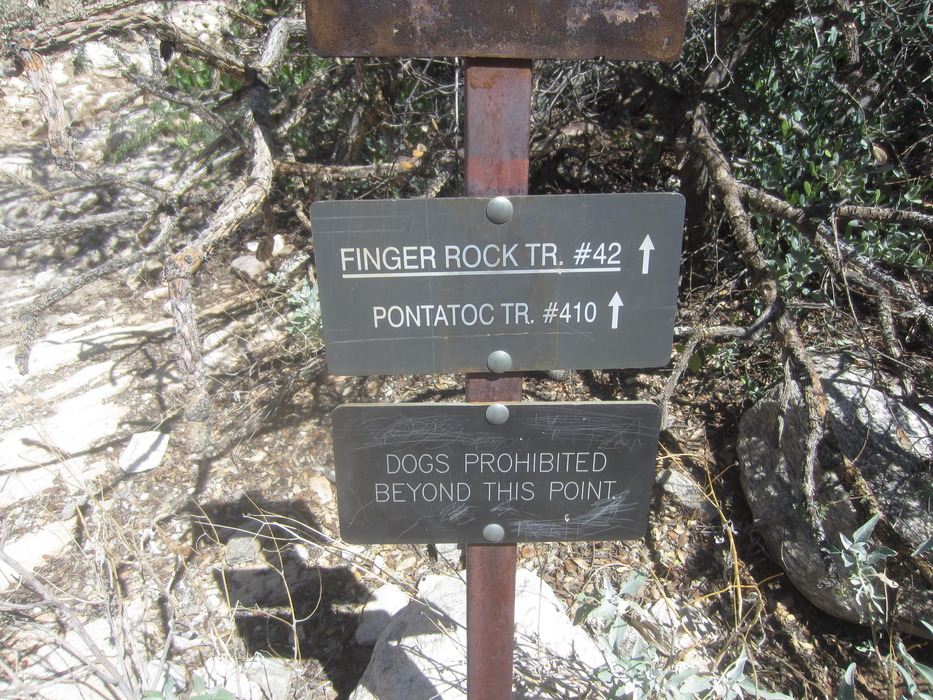 FINGER ROCK TR. #42 ↑
PONTATOC TR. #410 ↑
DOGS PROHIBITED
BEYOND THIS POINT.